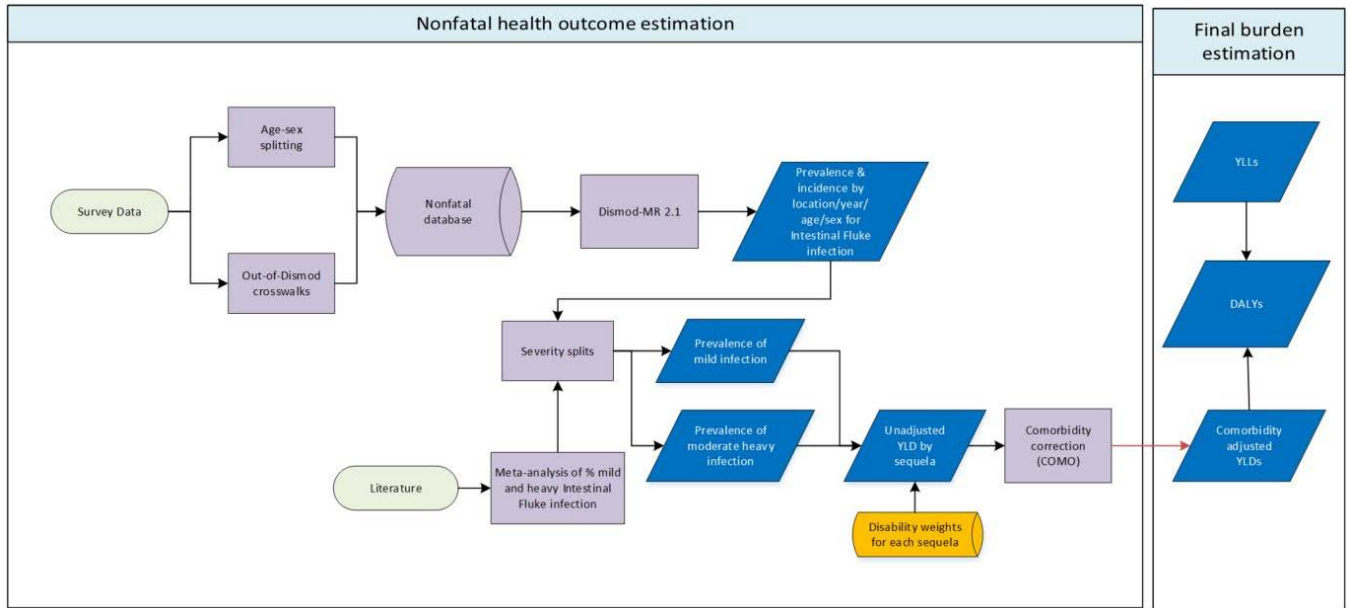 Nonfatal health outcome estimation
Final burden
estimation
Age-sex
splitting
Survey Data
Out-of-Dismod
crosswalks
Nonfatal
database
Dismod-MR 2.1
Prevalence &
incidence by
location/year/
age/sex for
Intestinal Fluke
infection
YLLs
DALYs
Severity splits
Prevalence of
mild infection
Prevalence of
moderate heavy
infection
Literature
Meta-analysis of % mild
and heavy Intestinal
Fluke infection
Unadjusted
YLD by
sequela
Disability weights
for each sequela
Comorbidity
correction
(COMO)
Comorbidity
adjusted
YLDs